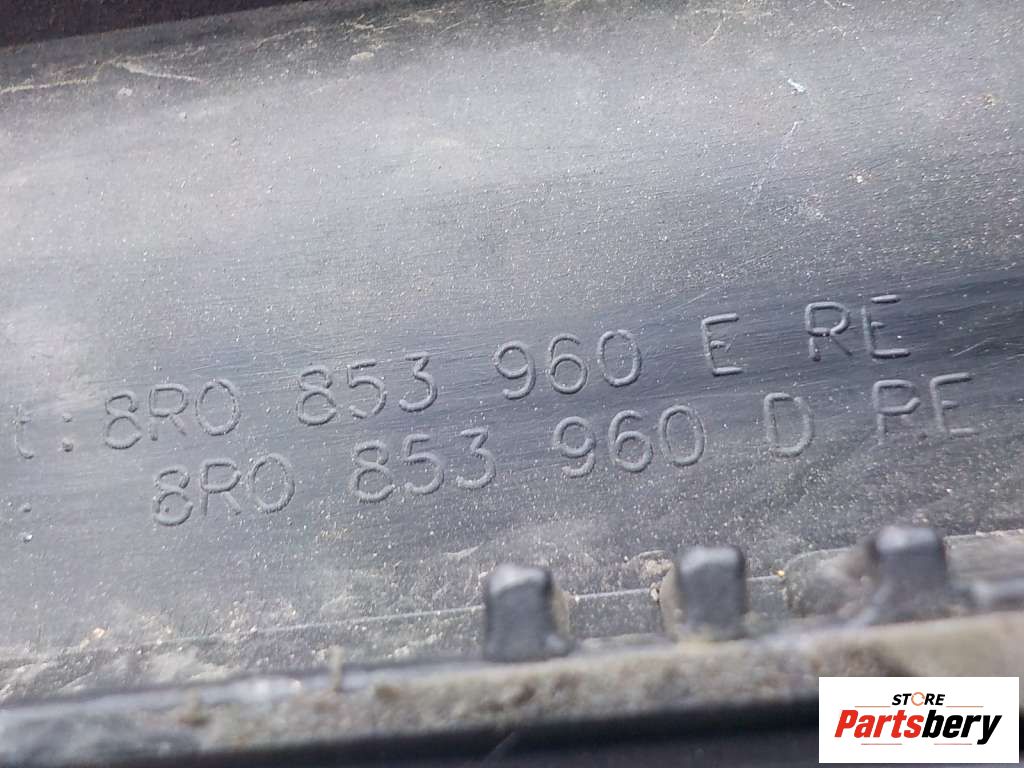 t: 8R0 853 960 E RE
: 8R0 853 960 D RE
STORE
Partsbery